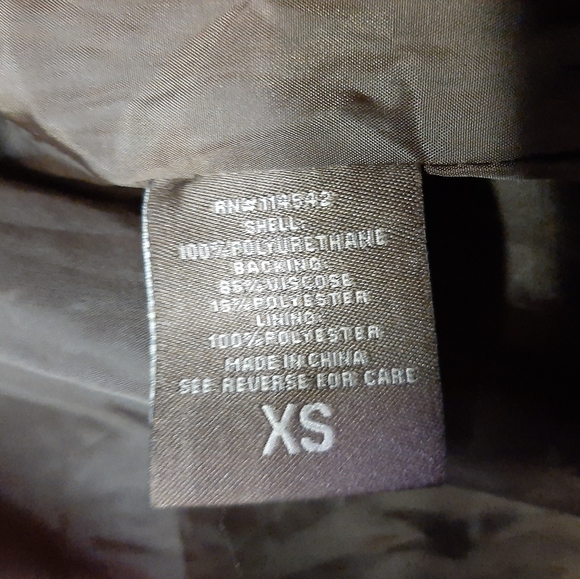 RN# 114542
SHELL:
100% POLYURETHANE
BACKING:
85% VISCOSE
15% POLYESTER
LINING:
100% POLYESTER
MADE IN CHINA
SEE REVERSE FOR CARE
XS